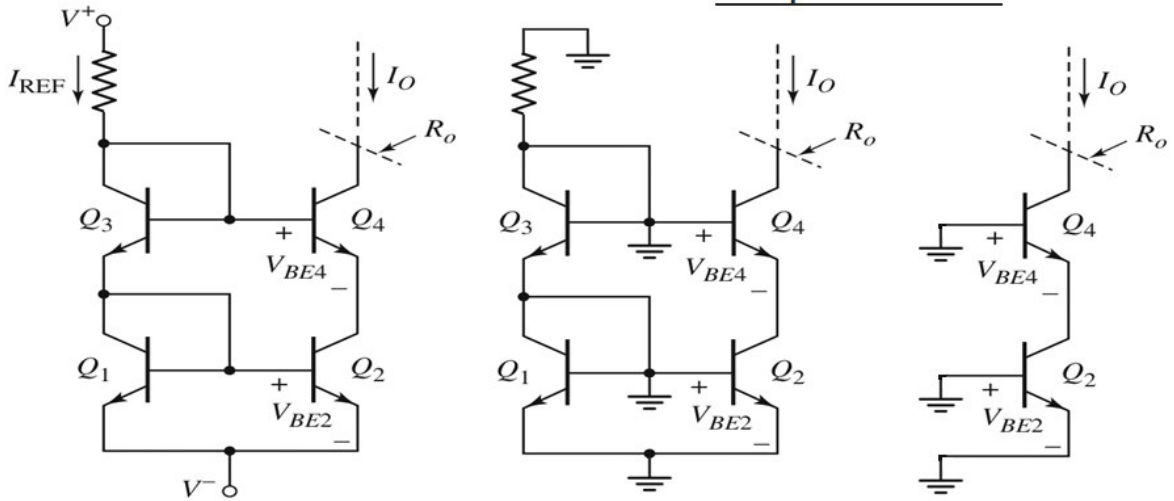 V+
I_REF
I_O
R_o
Q3
Q4
+
V_BE4
−
Q1
Q2
+
V_BE2
−
V−
I_O
R_o
Q3
Q4
+
V_BE4
−
Q1
Q2
+
V_BE2
−
I_O
R_o
Q4
+
V_BE4
−
Q2
+
V_BE2
−